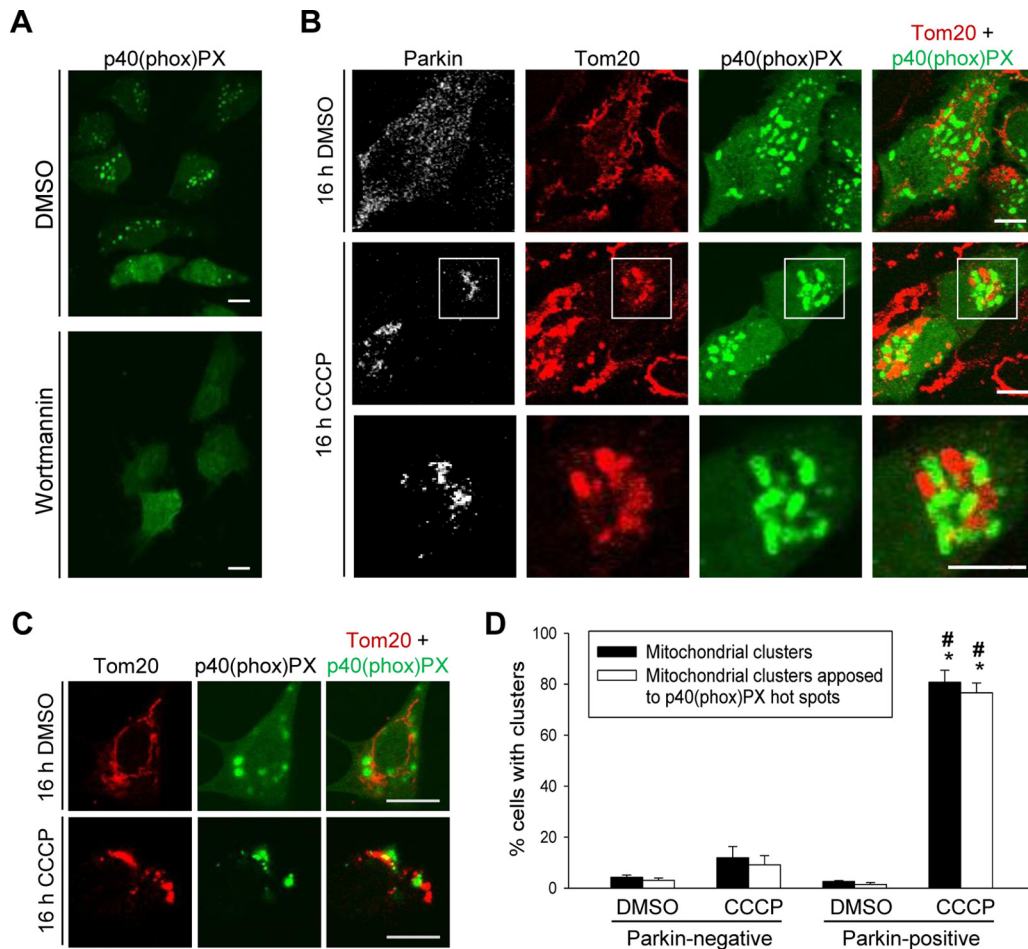 A
p40(phox)PX
DMSO
Wortmannin
B
Parkin
Tom20
p40(phox)PX
Tom20 +
p40(phox)PX
16 h DMSO
16 h CCCP
C
Tom20
p40(phox)PX
Tom20 +
p40(phox)PX
16 h DMSO
16 h CCCP
D
% cells with clusters
100
80
60
40
20
0
Mitochondrial clusters
Mitochondrial clusters apposed
to p40(phox)PX hot spots
#
*
#
*
DMSO
CCCP
DMSO
CCCP
Parkin-negative
Parkin-positive